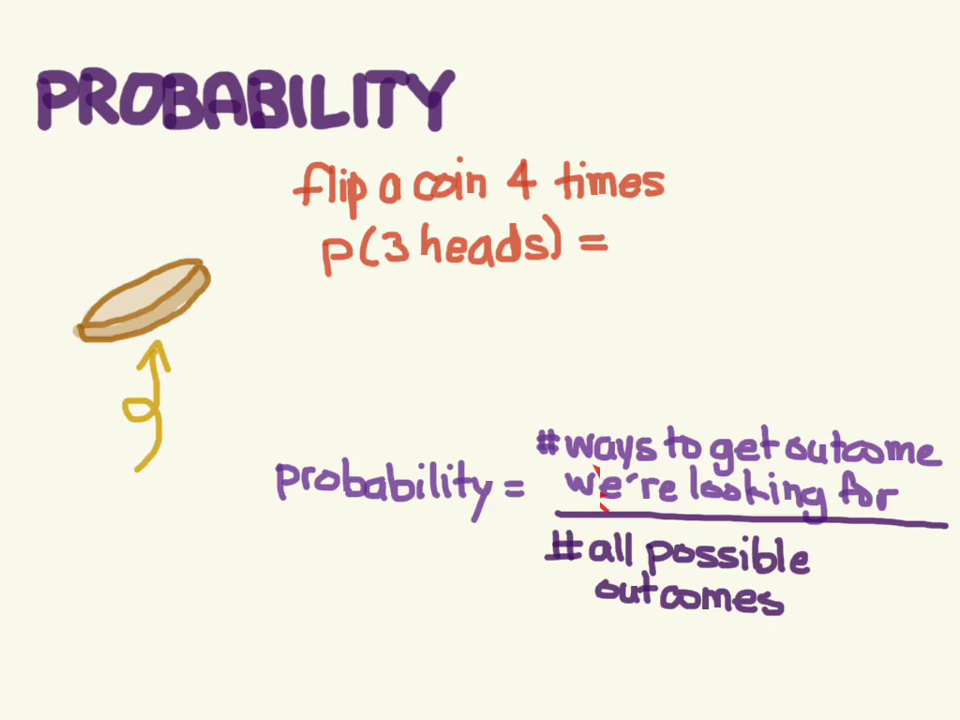 PROBABILITY
flip a coin 4 times
p(3 heads) =
#ways to get outcome
probability = we're looking for
#all possible
outcomes